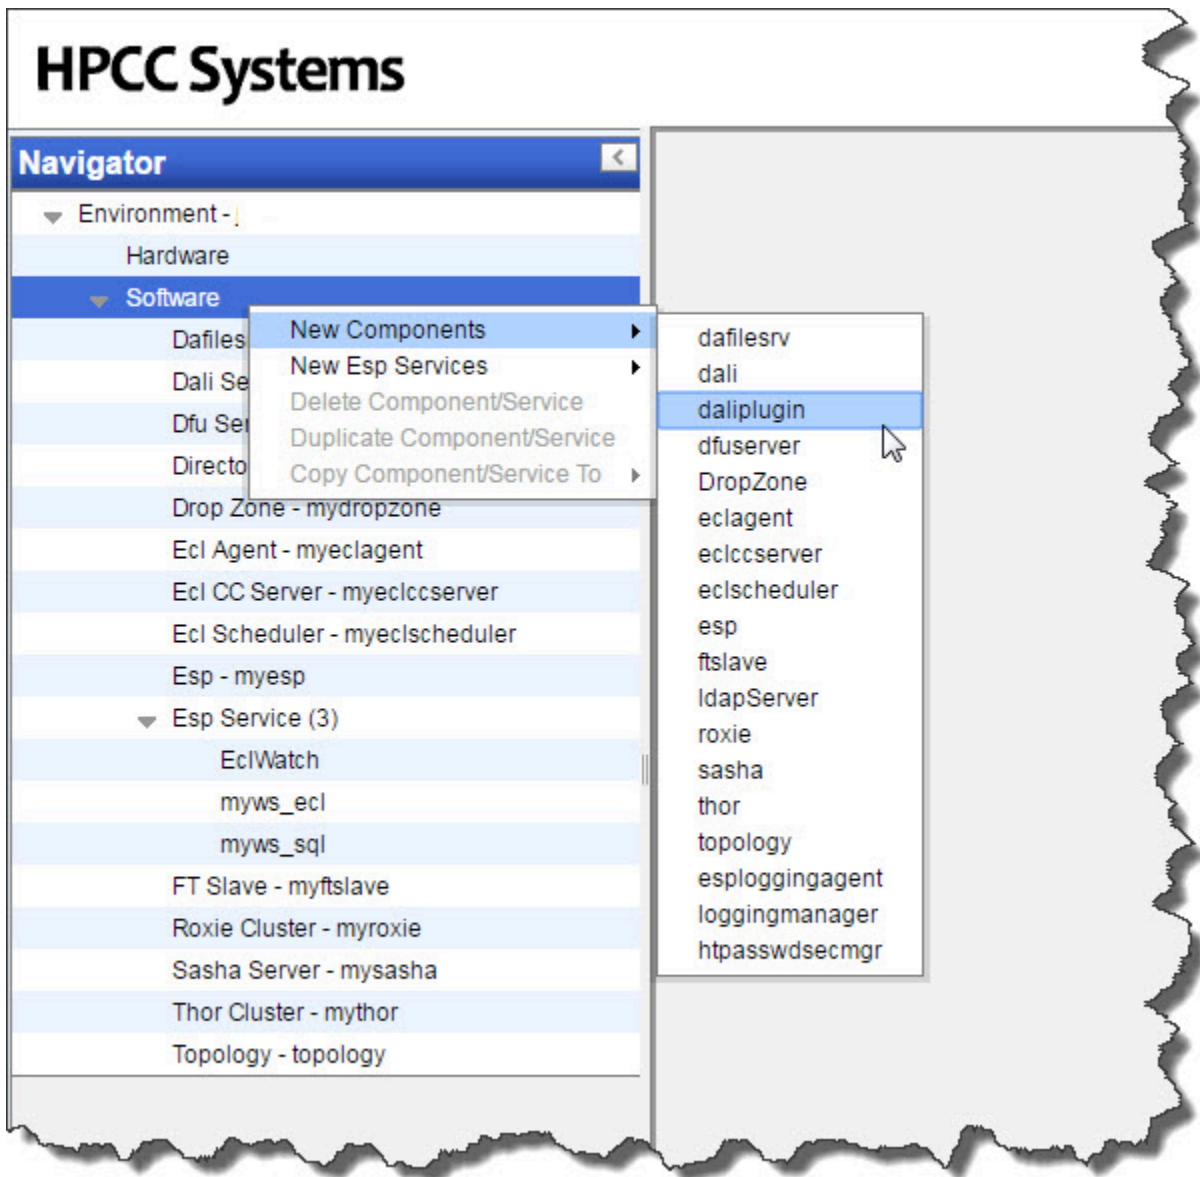 HPCC Systems
Navigator
Environment -
Hardware
Software
New Components
New Esp Services
Delete Component/Service
Duplicate Component/Service
Copy Component/Service To
Dafiles
Dali Se
Dfu Ser
Directo
Drop Zone - mydropzone
Ecl Agent - myeclagent
Ecl CC Server - myeclccserver
Ecl Scheduler - myeclscheduler
Esp - myesp
Esp Service (3)
EclWatch
myws_ecl
myws_sql
FT Slave - myftslave
Roxie Cluster - myroxie
Sasha Server - mysasha
Thor Cluster - mythor
Topology - topology
dafilesrv
dali
daliplugin
dfuserver
DropZone
eclagent
eclccserver
eclscheduler
esp
ftslave
ldapServer
roxie
sasha
thor
topology
esploggingagent
loggingmanager
htpasswdsecmgr